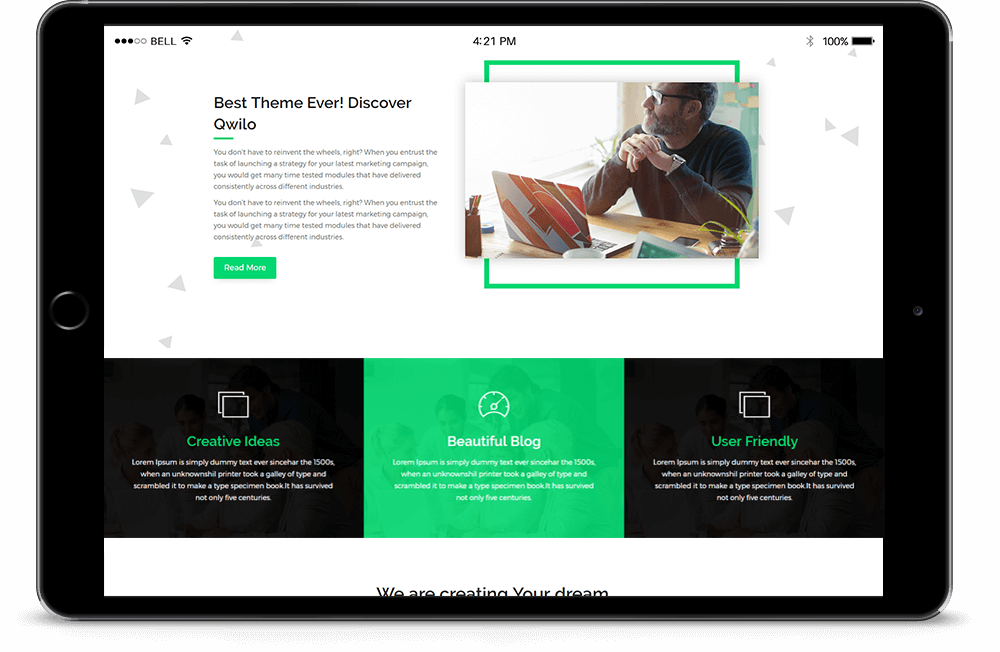 BELL 4:21 PM 100%
Best Theme Ever! Discover
Qwilo
You don't have to reinvent the wheels, right? When you entrust the
task of launching a strategy for your latest marketing campaign,
you would get many time tested modules that have delivered
consistently across different industries.
You don't have to reinvent the wheels, right? When you entrust the
task of launching a strategy for your latest marketing campaign,
you would get many time tested modules that have delivered
consistently across different industries.
Read More
Creative Ideas
Lorem Ipsum is simply dummy text ever sincehar the 1500s,
when an unknownshil printer took a galley of type and
scrambled it to make a type specimen book.It has survived
not only five centuries.
Beautiful Blog
Lorem Ipsum is simply dummy text ever sincehar the 1500s,
when an unknownshil printer took a galley of type and
scrambled it to make a type specimen book.It has survived
not only five centuries.
User Friendly
Lorem Ipsum is simply dummy text ever sincehar the 1500s,
when an unknownshil printer took a galley of type and
scrambled it to make a type specimen book.It has survived
not only five centuries.
We are creating Your dream